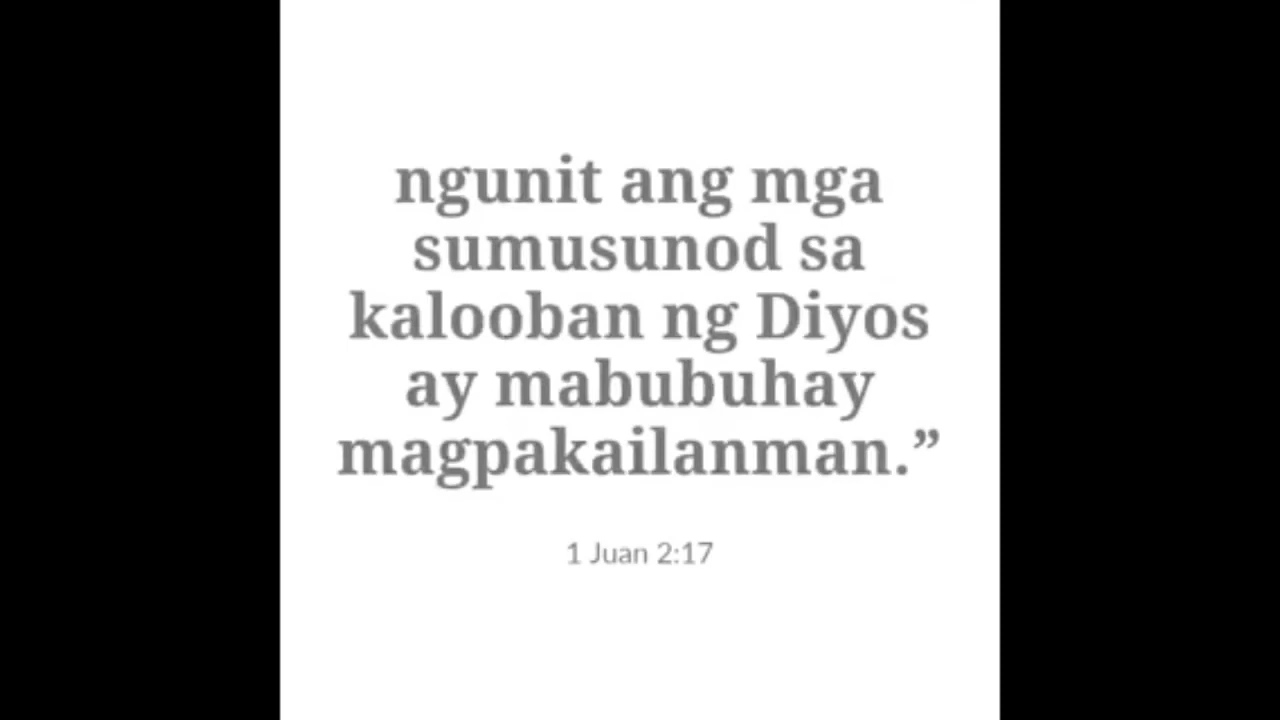 ngunit ang mga
sumusunod sa
kalooban ng Diyos
ay mabubuhay
magpakailanman.”
1 Juan 2:17